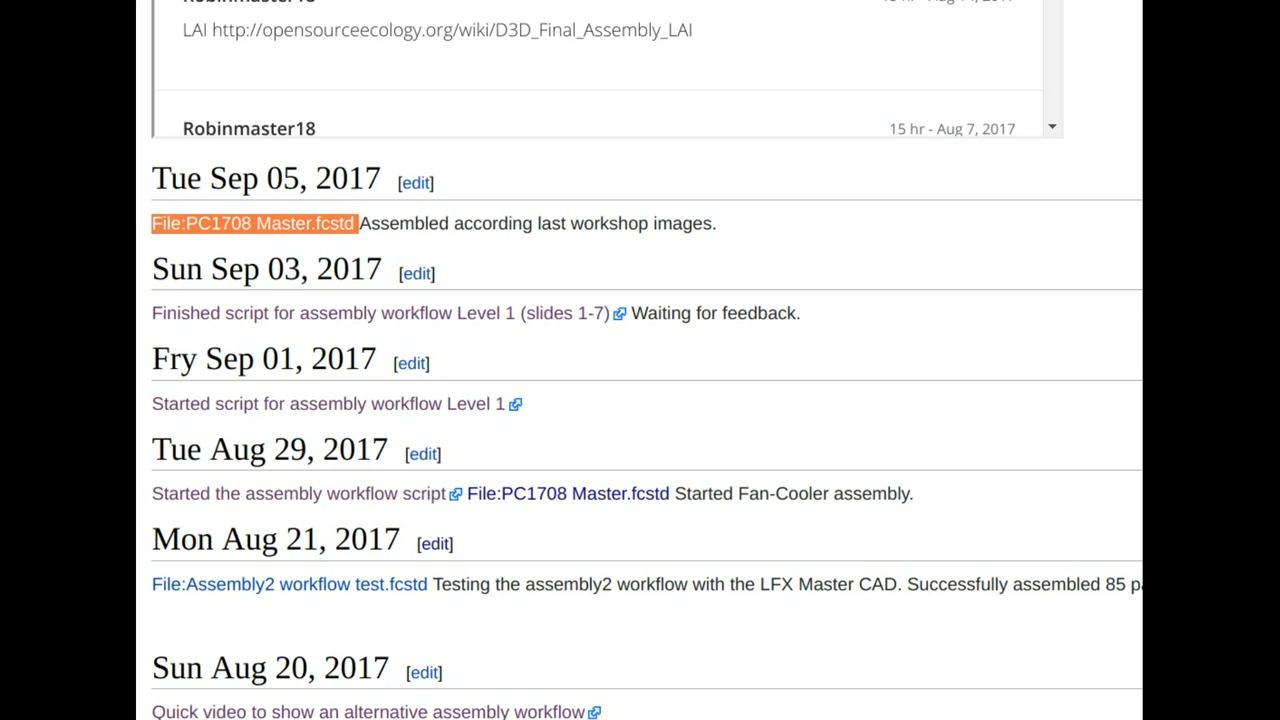 Robinmaster18
LAI http://opensourceecology.org/wiki/D3D_Final_Assembly_LAI
Robinmaster18 15 hr - Aug 7, 2017
Tue Sep 05, 2017 [edit]
File:PC1708 Master.fcstd Assembled according last workshop images.
Sun Sep 03, 2017 [edit]
Finished script for assembly workflow Level 1 (slides 1-7) Waiting for feedback.
Fry Sep 01, 2017 [edit]
Started script for assembly workflow Level 1
Tue Aug 29, 2017 [edit]
Started the assembly workflow script File:PC1708 Master.fcstd Started Fan-Cooler assembly.
Mon Aug 21, 2017 [edit]
File:Assembly2 workflow test.fcstd Testing the assembly2 workflow with the LFX Master CAD. Successfully assembled 85
Sun Aug 20, 2017 [edit]
Quick video to show an alternative assembly workflow